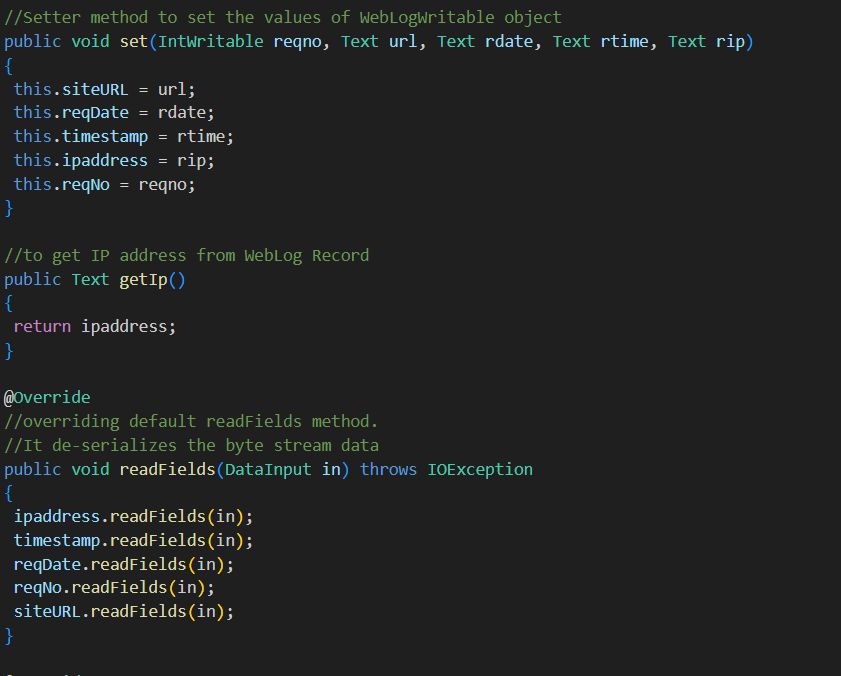 //Setter method to set the values of WebLogWritable object
public void set(IntWritable reqno, Text url, Text rdate, Text rtime, Text rip)
{
 this.siteURL = url;
 this.reqDate = rdate;
 this.timestamp = rtime;
 this.ipaddress = rip;
 this.reqNo = reqno;
}

//to get IP address from WebLog Record
public Text getIp()
{
 return ipaddress;
}

@Override
//overriding default readFields method.
//It de-serializes the byte stream data
public void readFields(DataInput in) throws IOException
{
 ipaddress.readFields(in);
 timestamp.readFields(in);
 reqDate.readFields(in);
 reqNo.readFields(in);
 siteURL.readFields(in);
}